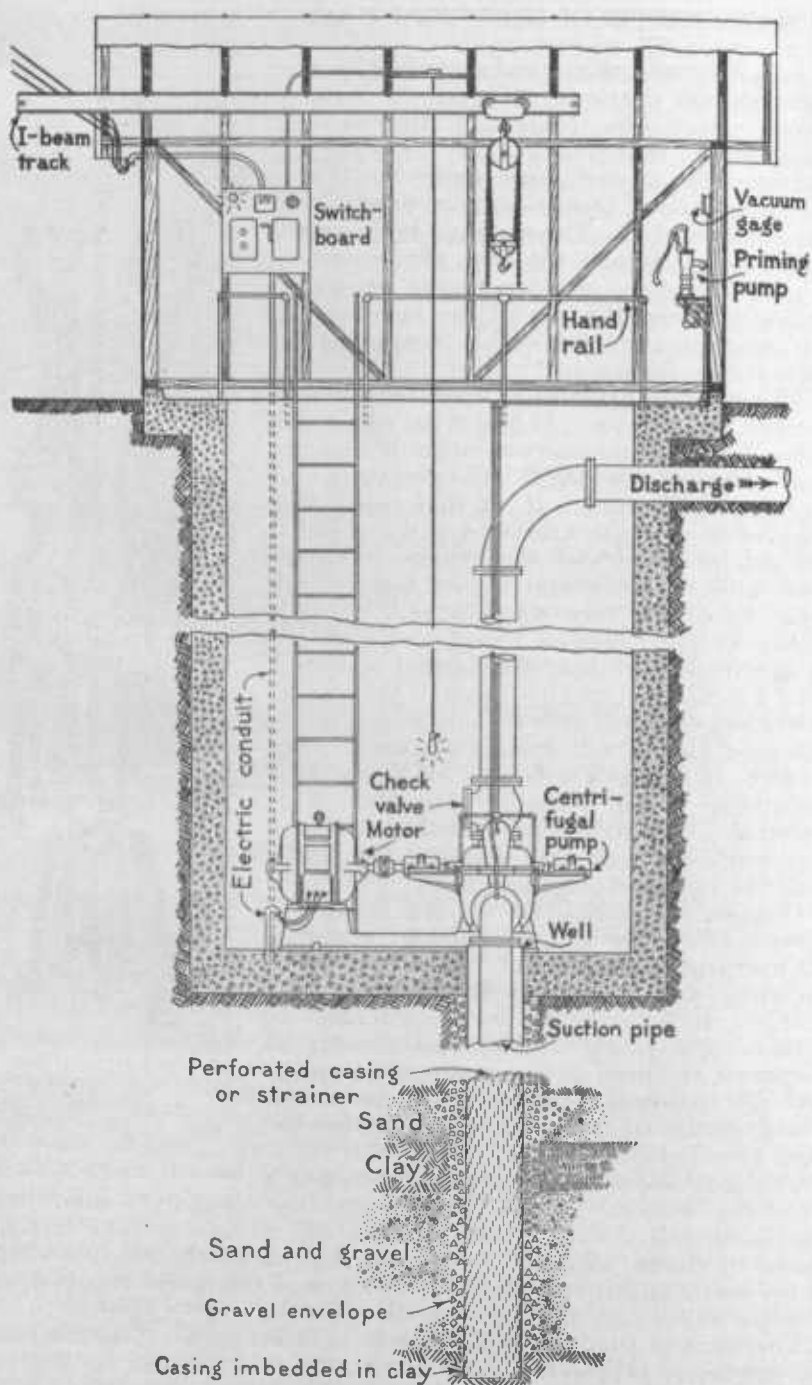 I-beam
track
Switch-
board
Vacuum
gage
Priming
pump
Hand
rail
Discharge
Electric conduit
Check
valve
Motor
Centri-
fugal
pump
Well
Suction pipe
Perforated casing
or strainer
Sand
Clay
Sand and gravel
Gravel envelope
Casing imbedded in clay